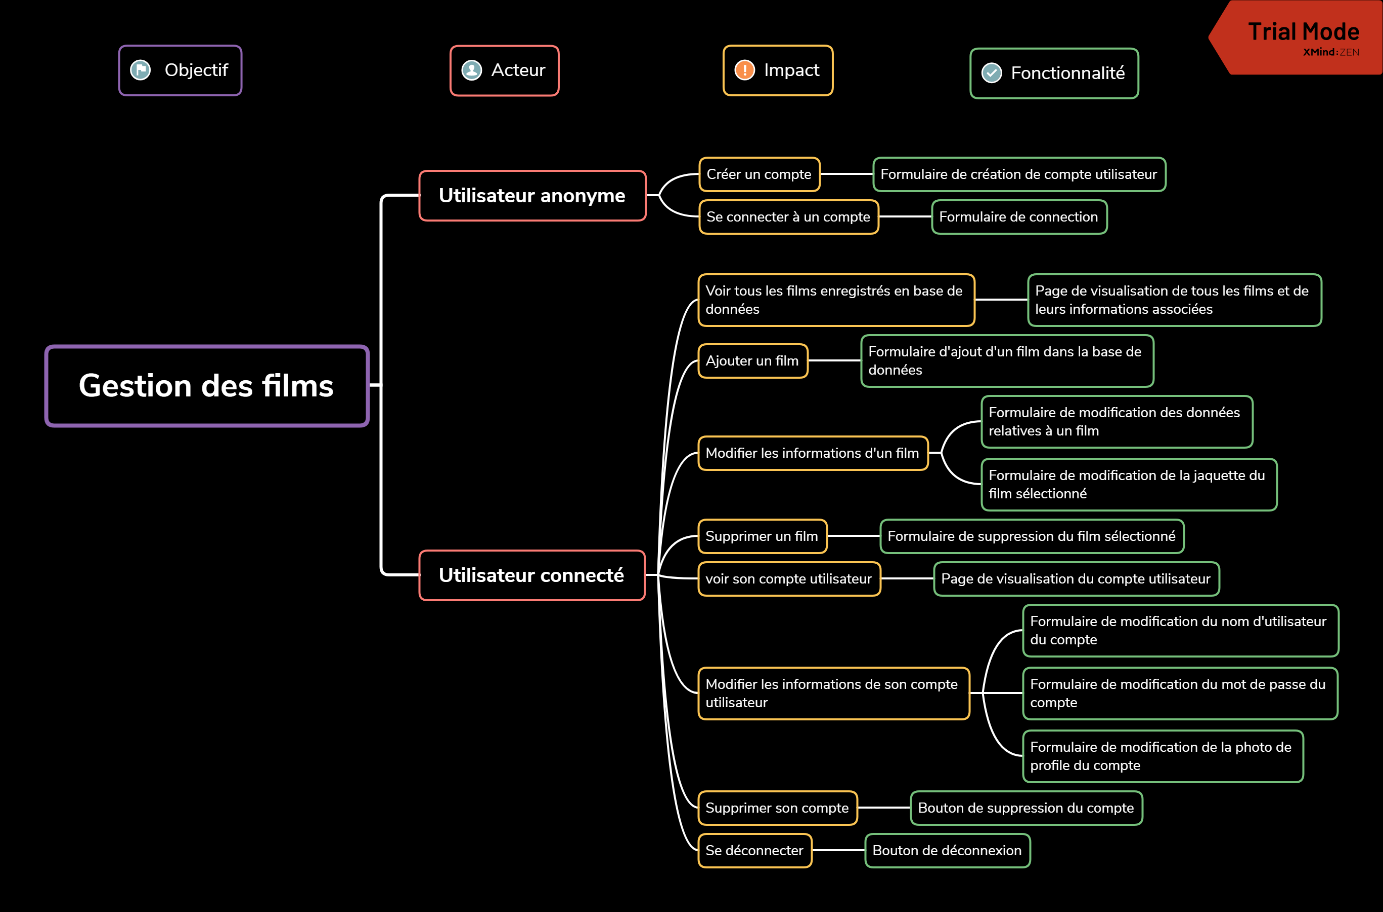 Trial Mode
XMind:ZEN
Objectif
Acteur
Impact
Fonctionnalité
Gestion des films
Utilisateur anonyme
Créer un compte
Formulaire de création de compte utilisateur
Se connecter à un compte
Formulaire de connection
Utilisateur connecté
Voir tous les films enregistrés en base de
données
Page de visualisation de tous les films et de
leurs informations associées
Ajouter un film
Formulaire d'ajout d'un film dans la base de
données
Modifier les informations d'un film
Formulaire de modification des données
relatives à un film
Formulaire de modification de la jaquette du
film sélectionné
Supprimer un film
Formulaire de suppression du film sélectionné
voir son compte utilisateur
Page de visualisation du compte utilisateur
Modifier les informations de son compte
utilisateur
Formulaire de modification du nom d'utilisateur
du compte
Formulaire de modification du mot de passe du
compte
Formulaire de modification de la photo de
profile du compte
Supprimer son compte
Bouton de suppression du compte
Se déconnecter
Bouton de déconnexion